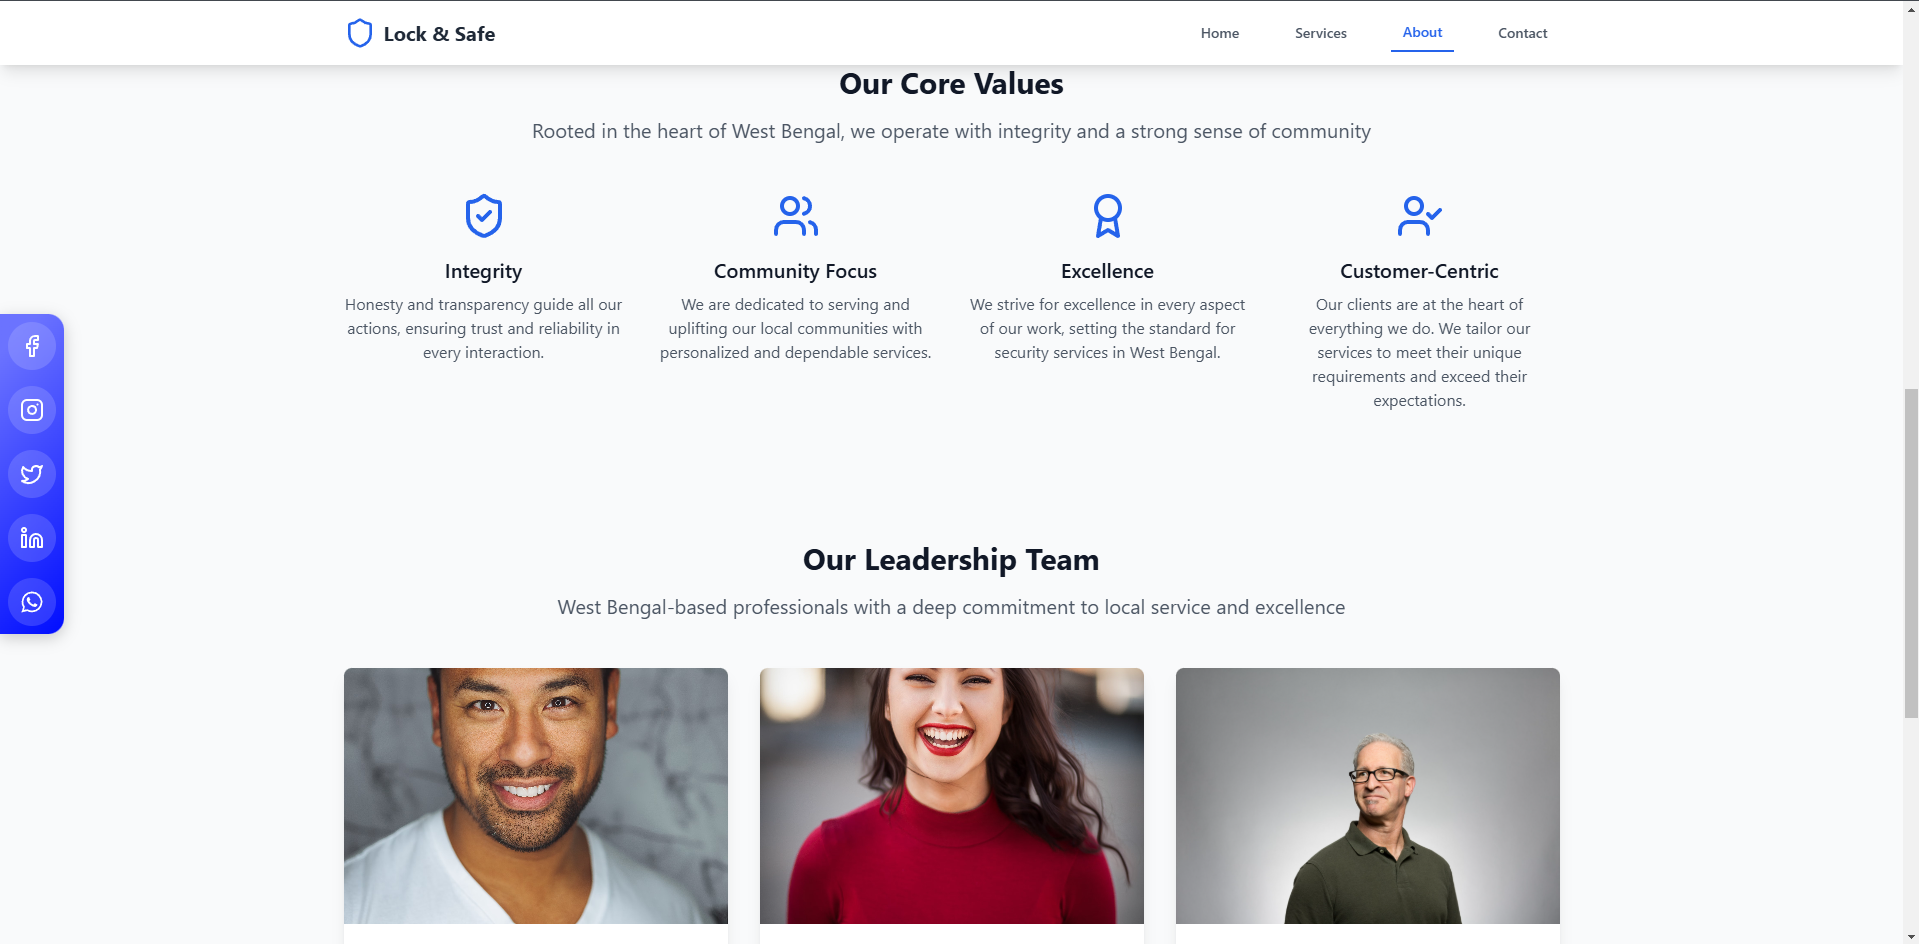 Lock & Safe
Home
Services
About
Contact
Our Core Values
Rooted in the heart of West Bengal, we operate with integrity and a strong sense of community
Integrity
Honesty and transparency guide all our
actions, ensuring trust and reliability in
every interaction.
Community Focus
We are dedicated to serving and
uplifting our local communities with
personalized and dependable services.
Excellence
We strive for excellence in every aspect
of our work, setting the standard for
security services in West Bengal.
Customer-Centric
Our clients are at the heart of
everything we do. We tailor our
services to meet their unique
requirements and exceed their
expectations.
Our Leadership Team
West Bengal-based professionals with a deep commitment to local service and excellence